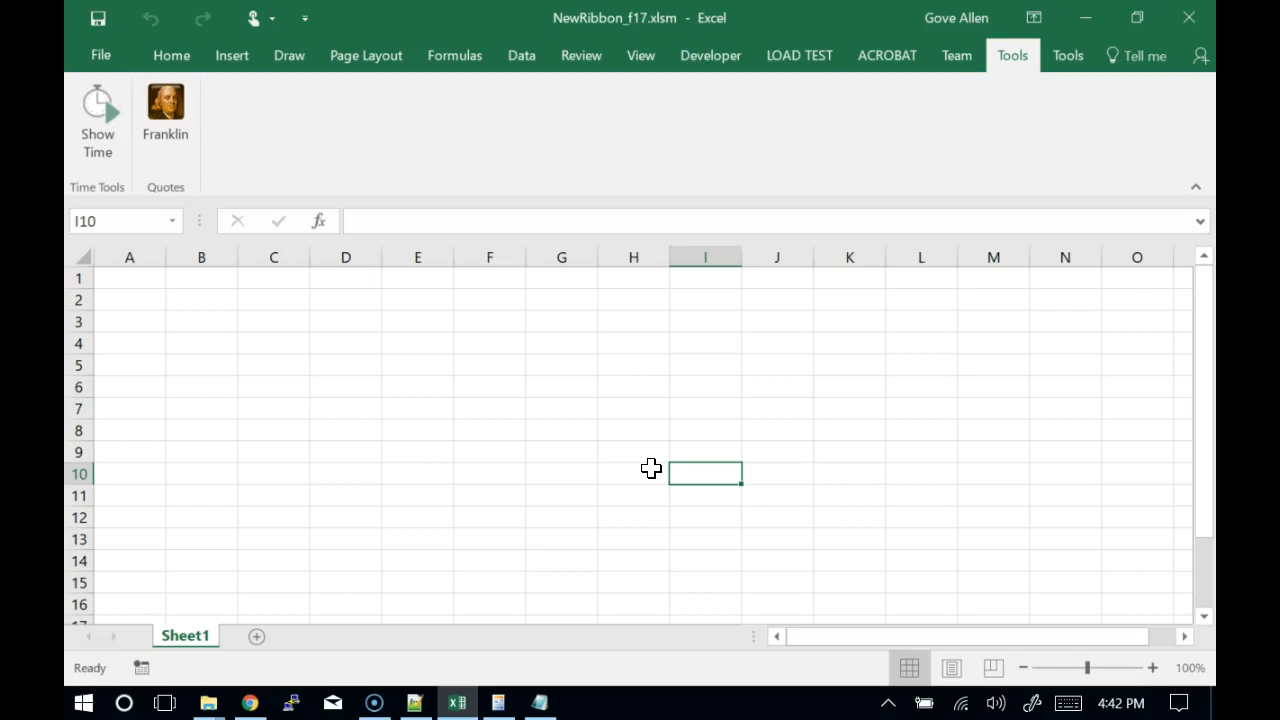 NewRibbon_f17.xlsm - Excel
Gove Allen
File Home Insert Draw Page Layout Formulas Data Review View Developer LOAD TEST ACROBAT Team Tools Tools Tell me
Show Time
Franklin
Time Tools
Quotes
I10
fx
A B C D E F G H I J K L M N O
1
2
3
4
5
6
7
8
9
10
11
12
13
14
15
16
Sheet1
Ready
100%
4:42 PM